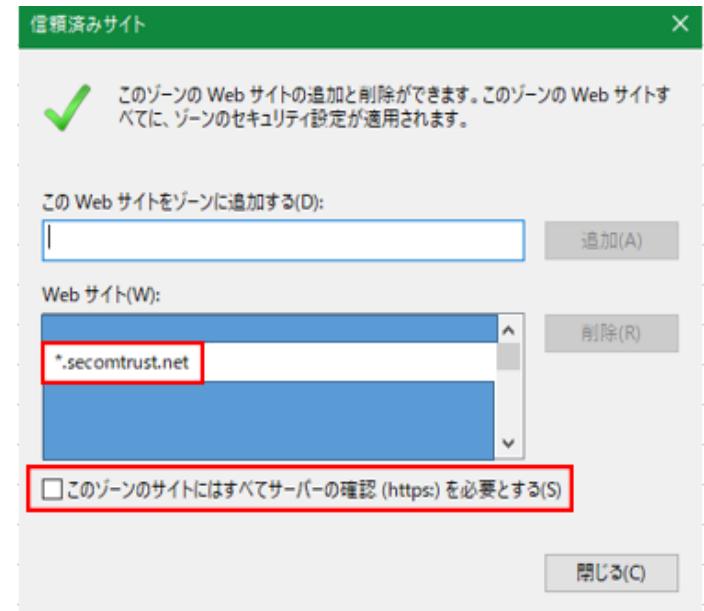 信頼済みサイト
このゾーンの Web サイトの追加と削除ができます。このゾーンの Web サイトす
べてに、ゾーンのセキュリティ設定が適用されます。
この Web サイトをゾーンに追加する(D):
追加(A)
Web サイト(W):
削除(R)
*.secomtrust.net
このゾーンのサイトにはすべてサーバーの確認 (https:) を必要とする(S)
閉じる(C)